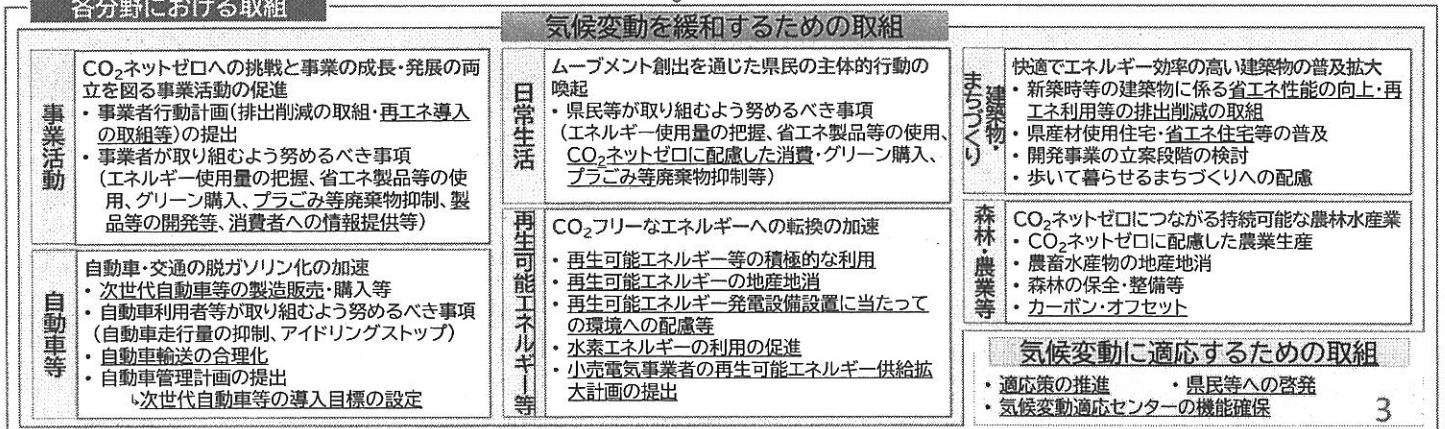 各分野における取組
気候変動を緩和するための取組
事業活動
CO₂ネットゼロへの挑戦と事業の成長・発展の両
立を図る事業活動の促進
・事業者行動計画(排出削減の取組・再エネ導入
の取組等)の提出
・事業者が取り組むよう努めるべき事項
(エネルギー使用量の把握、省エネ製品等の使
用、グリーン購入、プラごみ等廃棄物抑制、製
品等の開発等、消費者への情報提供等)
自動車等
自動車・交通の脱ガソリン化の加速
・次世代自動車等の製造販売・購入等
・自動車利用者等が取り組むよう努めるべき事項
(自動車走行量の抑制、アイドリングストップ)
・自動車輸送の合理化
・自動車管理計画の提出
↳次世代自動車等の導入目標の設定
日常生活
ムーブメント創出を通じた県民の主体的行動の
喚起
・県民等が取り組むよう努めるべき事項
(エネルギー使用量の把握、省エネ製品等の使用、
CO₂ネットゼロに配慮した消費・グリーン購入、
プラごみ等廃棄物抑制等)
再生可能エネルギー等
CO₂フリーなエネルギーへの転換の加速
・再生可能エネルギー等の積極的な利用
・再生可能エネルギーの地産地消
・再生可能エネルギー発電設備設置に当たって
の環境への配慮等
・水素エネルギーの利用の促進
・小売電気事業者の再生可能エネルギー供給拡
大計画の提出
建築物・
まちづくり
快適でエネルギー効率の高い建築物の普及拡大
・新築時等の建築物に係る省エネ性能の向上・再
エネ利用等の排出削減の取組
・県産材使用住宅・省エネ住宅等の普及
・開発事業の立案段階の検討
・歩いて暮らせるまちづくりへの配慮
森林・農業等
CO₂ネットゼロにつながる持続可能な農林水産業
・CO₂ネットゼロに配慮した農業生産
・農畜水産物の地産地消
・森林の保全・整備等
・カーボン・オフセット
気候変動に適応するための取組
・適応策の推進 ・県民等への啓発
・気候変動適応センターの機能確保
3